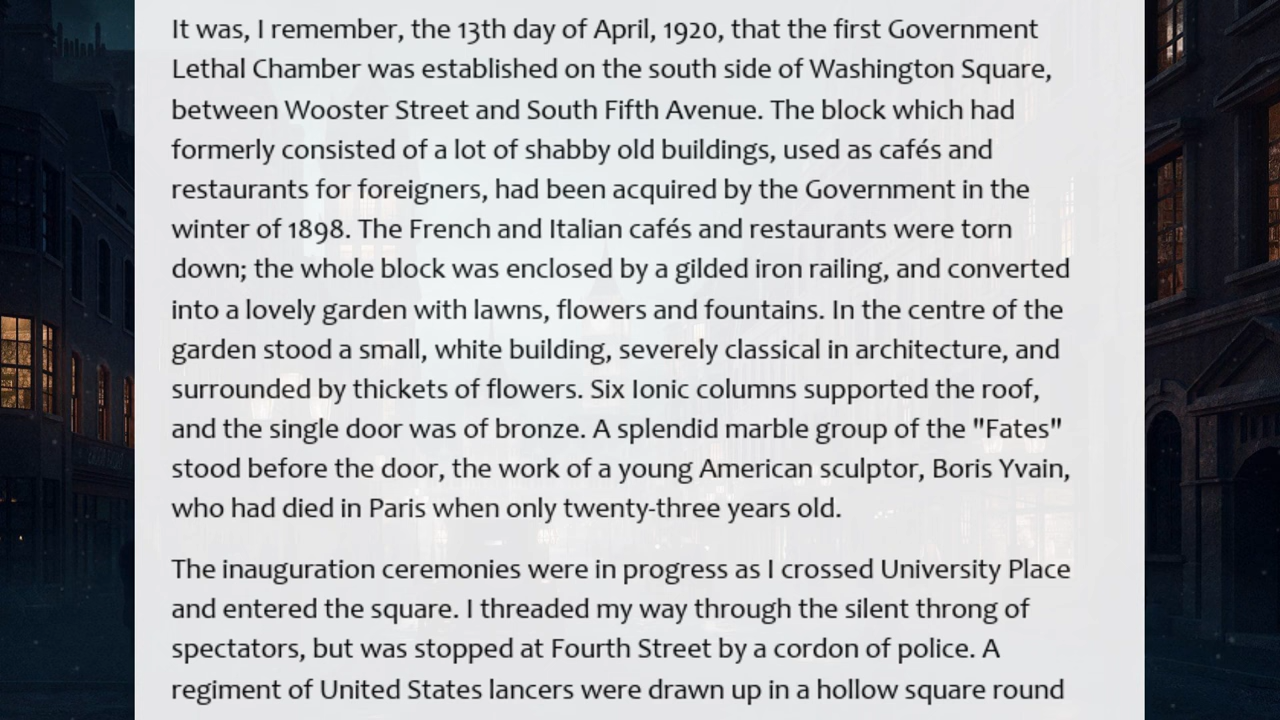 It was, I remember, the 13th day of April, 1920, that the first Government
Lethal Chamber was established on the south side of Washington Square,
between Wooster Street and South Fifth Avenue. The block which had
formerly consisted of a lot of shabby old buildings, used as cafés and
restaurants for foreigners, had been acquired by the Government in the
winter of 1898. The French and Italian cafés and restaurants were torn
down; the whole block was enclosed by a gilded iron railing, and converted
into a lovely garden with lawns, flowers and fountains. In the centre of the
garden stood a small, white building, severely classical in architecture, and
surrounded by thickets of flowers. Six Ionic columns supported the roof,
and the single door was of bronze. A splendid marble group of the "Fates"
stood before the door, the work of a young American sculptor, Boris Yvain,
who had died in Paris when only twenty-three years old.
The inauguration ceremonies were in progress as I crossed University Place
and entered the square. I threaded my way through the silent throng of
spectators, but was stopped at Fourth Street by a cordon of police. A
regiment of United States lancers were drawn up in a hollow square round